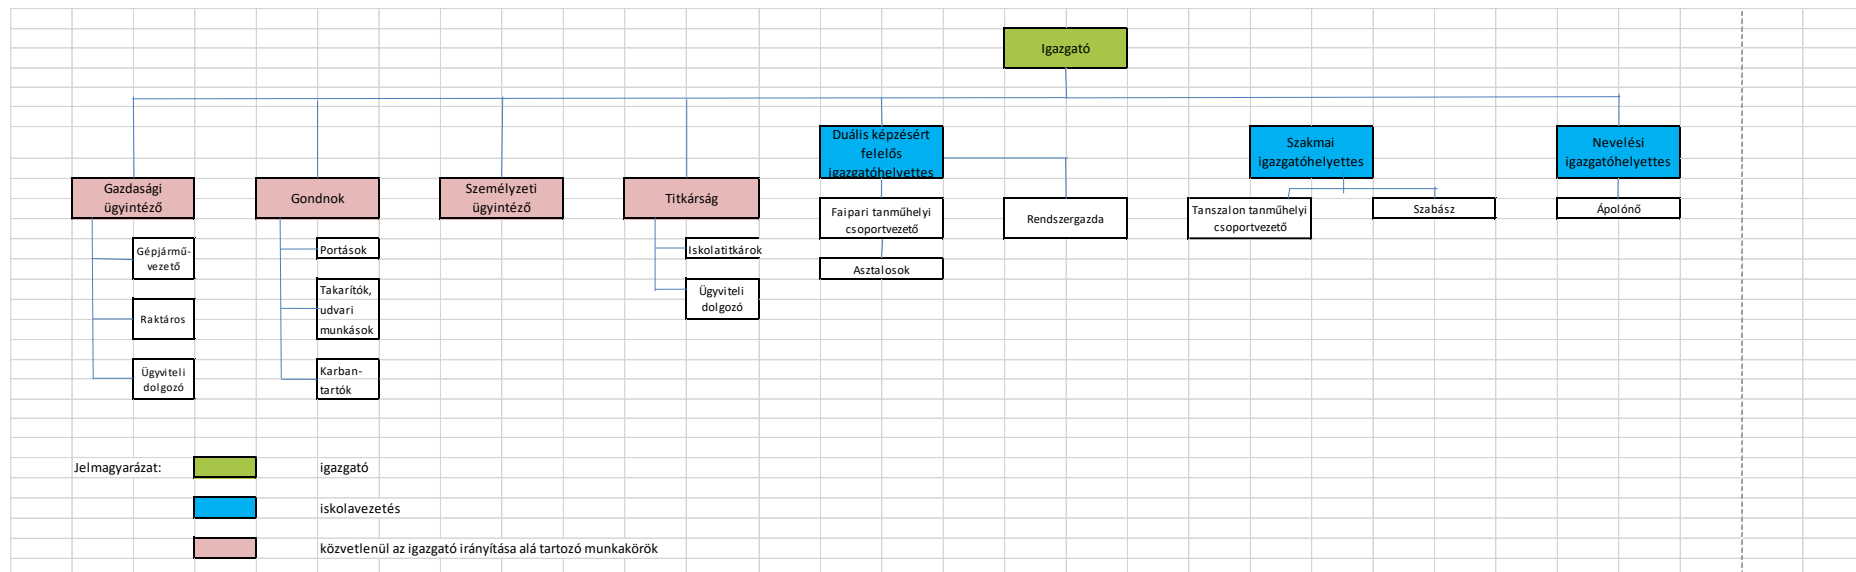 Igazgató
Duális képzésért
felelős
igazgatóhelyettes
Szakmai
igazgatóhelyettes
Nevelési
igazgatóhelyettes
Gazdasági
ügyintéző
Gondnok
Személyzeti
ügyintéző
Titkárság
Faipari tanműhelyi
csoportvezető
Rendszergazda
Tanszalon tanműhelyi
csoportvezető
Szabász
Ápolónő
Gépjármű-
vezető
Portások
Iskolatitkárok
Asztalosok
Raktáros
Takarítók,
udvari
munkások
Ügyviteli
dolgozó
Ügyviteli
dolgozó
Karban-
tartók
Jelmagyarázat:
igazgató
iskolavezetés
közvetlenül az igazgató irányítása alá tartozó munkakörök